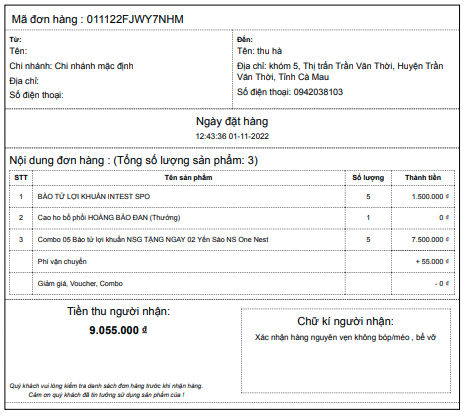 Mã đơn hàng : 011122FJWY7NHM
Từ:
Tên:
Chi nhánh: Chi nhánh mặc định
Địa chỉ:
Số điện thoại:
Đến:
Tên: thu hà
Địa chỉ: khóm 5, Thị trấn Trần Văn Thời, Huyện Trần
Văn Thời, Tỉnh Cà Mau
Số điện thoại: 0942038103
Ngày đặt hàng
12:43:36 01-11-2022
Nội dung đơn hàng : (Tổng số lượng sản phẩm: 3)
STT Tên sản phẩm Số lượng Thành tiền
1 BÀO TỬ LỢI KHUẨN INTEST SPO 5 1.500.000 ₫
2 Cao ho bổ phổi HOÀNG BẢO ĐAN (Thưởng) 1 0 ₫
3 Combo 05 Bào tử lợi khuẩn NSG TẶNG NGAY 02 Yến Sào NS One Nest 5 7.500.000 ₫
Phí vận chuyển + 55.000 ₫
Giảm giá, Voucher, Combo - 0 ₫
Tiền thu người nhận:
9.055.000 ₫
Quý khách vui lòng kiểm tra danh sách đơn hàng trước khi nhận hàng.
Cảm ơn quý khách đã tin tưởng sử dụng sản phẩm của !
Chữ kí người nhận:
Xác nhận hàng nguyên vẹn không bóp/méo , bể vỡ